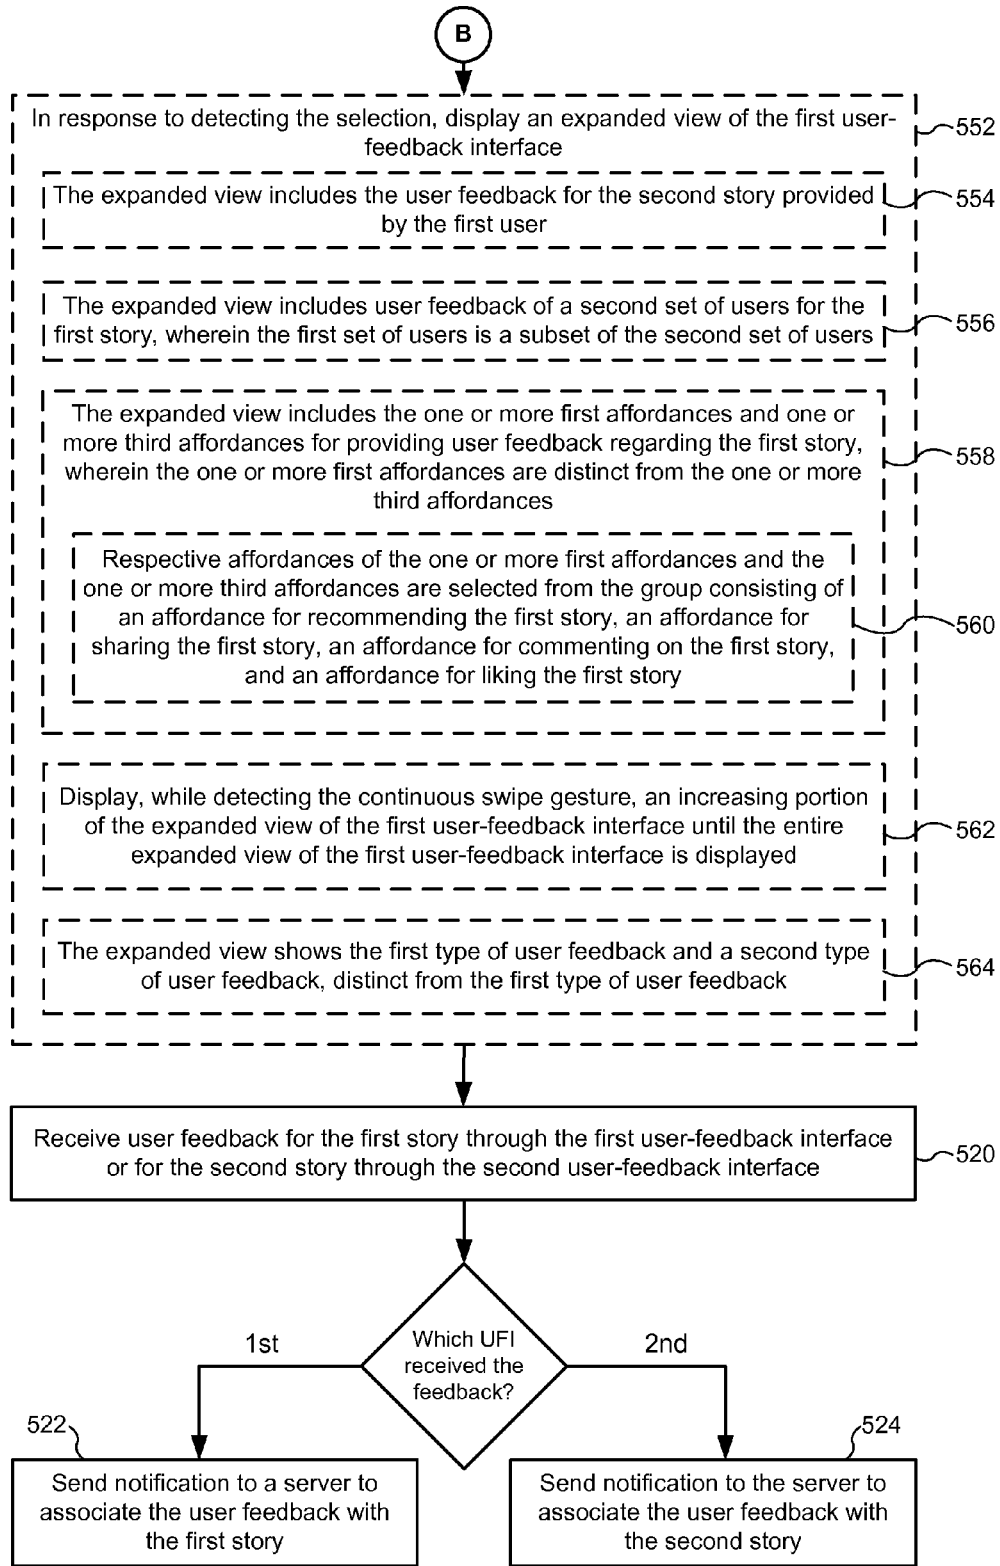 B
In response to detecting the selection, display an expanded view of the first user-
feedback interface
552
The expanded view includes the user feedback for the second story provided
by the first user
554
The expanded view includes user feedback of a second set of users for the
first story, wherein the first set of users is a subset of the second set of users
556
The expanded view includes the one or more first affordances and one or
more third affordances for providing user feedback regarding the first story,
wherein the one or more first affordances are distinct from the one or more
third affordances
558
Respective affordances of the one or more first affordances and the
one or more third affordances are selected from the group consisting of
an affordance for recommending the first story, an affordance for
sharing the first story, an affordance for commenting on the first story,
and an affordance for liking the first story
560
Display, while detecting the continuous swipe gesture, an increasing portion
of the expanded view of the first user-feedback interface until the entire
expanded view of the first user-feedback interface is displayed
562
The expanded view shows the first type of user feedback and a second type
of user feedback, distinct from the first type of user feedback
564
Receive user feedback for the first story through the first user-feedback interface
or for the second story through the second user-feedback interface
520
Which UFI
received the
feedback?
1st
2nd
522
Send notification to a server to
associate the user feedback with
the first story
524
Send notification to the server to
associate the user feedback with
the second story